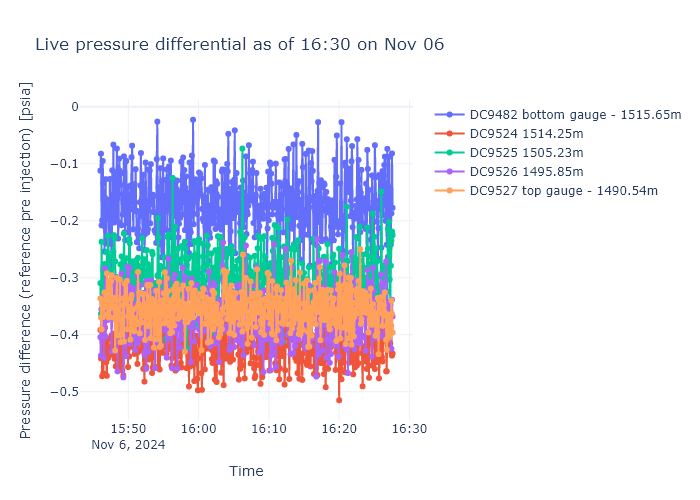 Live pressure differential as of 16:30 on Nov 06
Pressure difference (reference pre injection) [psia]
0
−0.1
−0.2
−0.3
−0.4
−0.5
15:50
16:00
16:10
16:20
16:30
Nov 6, 2024
Time
DC9482 bottom gauge - 1515.65m
DC9524 1514.25m
DC9525 1505.23m
DC9526 1495.85m
DC9527 top gauge - 1490.54m